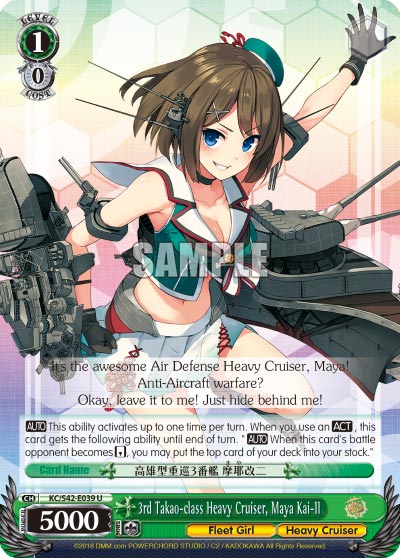 LEVEL
1
0
COST
SAMPLE
It's the awesome Air Defense Heavy Cruiser, Maya!
Anti-Aircraft warfare?
Okay, leave it to me! Just hide behind me!
AUTO This ability activates up to one time per turn. When you use an ACT, this
card gets the following ability until end of turn. "AUTO When this card's battle
opponent becomes, you may put the top card of your deck into your stock."
Card Name
高雄型重巡3番艦 摩耶改二
CH
KC/S42-E039 U
3rd Takao-class Heavy Cruiser, Maya Kai-II
5000
Fleet Girl
Heavy Cruiser
©2018 DMM.com POWERCHORD STUDIO / C2 / KADOKAWA All Rights Reserved.